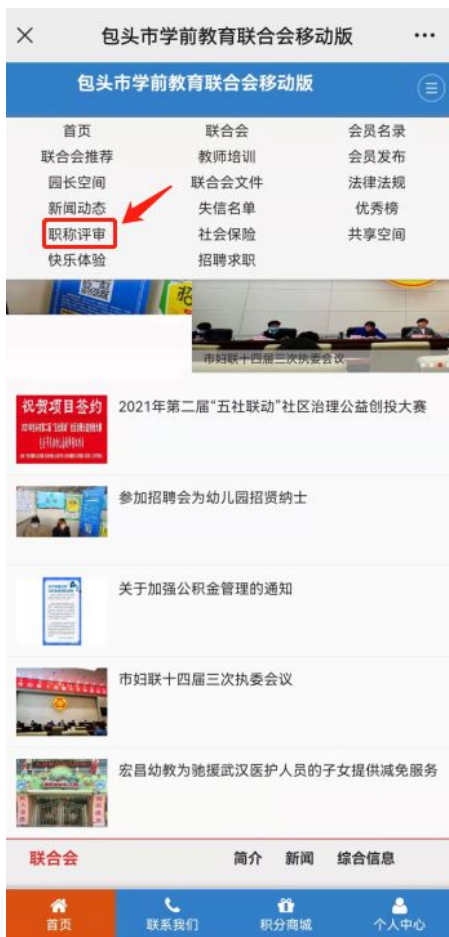 包头市学前教育联合会移动版
包头市学前教育联合会移动版
首页 联合会 会员名录
联合会推荐 教师培训 会员发布
园长空间 联合会文件 法律法规
新闻动态 失信名单 优秀榜
职称评审 社会保险 共享空间
快乐体验 招聘求职
招
市妇联十四届三次执委会议
祝贺项目签约
2021年第二届“五社联动”社区治理公益创投大赛
参加招聘会为幼儿园招贤纳士
关于加强公积金管理的通知
市妇联十四届三次执委会议
宏昌幼教为驰援武汉医护人员的子女提供减免服务
联合会 简介 新闻 综合信息
首页 联系我们 积分商城 个人中心